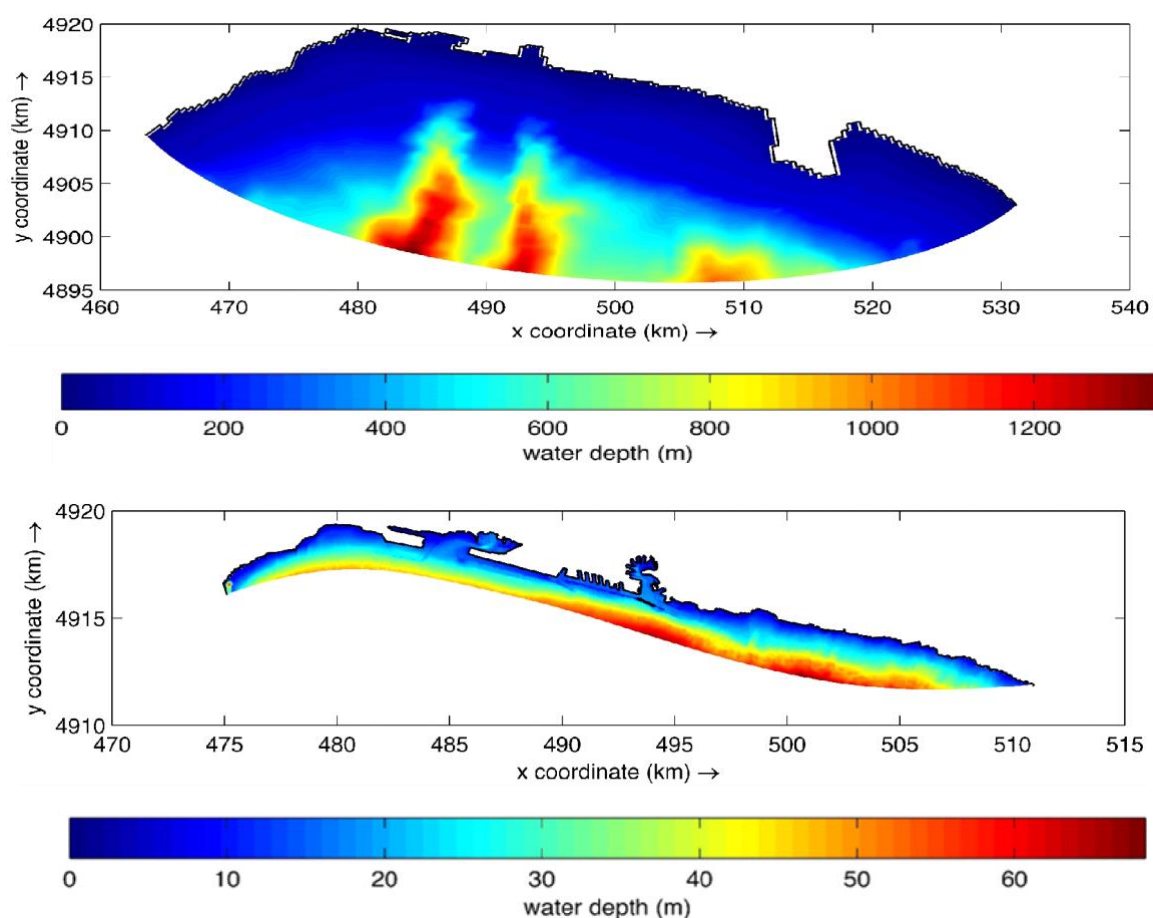 4920
4915
4910
4905
4900
4895
y coordinate (km) →
460 470 480 490 500 510 520 530 540
x coordinate (km) →
0 200 400 600 800 1000 1200
water depth (m)
4920
4915
4910
y coordinate (km) →
470 475 480 485 490 495 500 505 510 515
x coordinate (km) →
0 10 20 30 40 50 60
water depth (m)